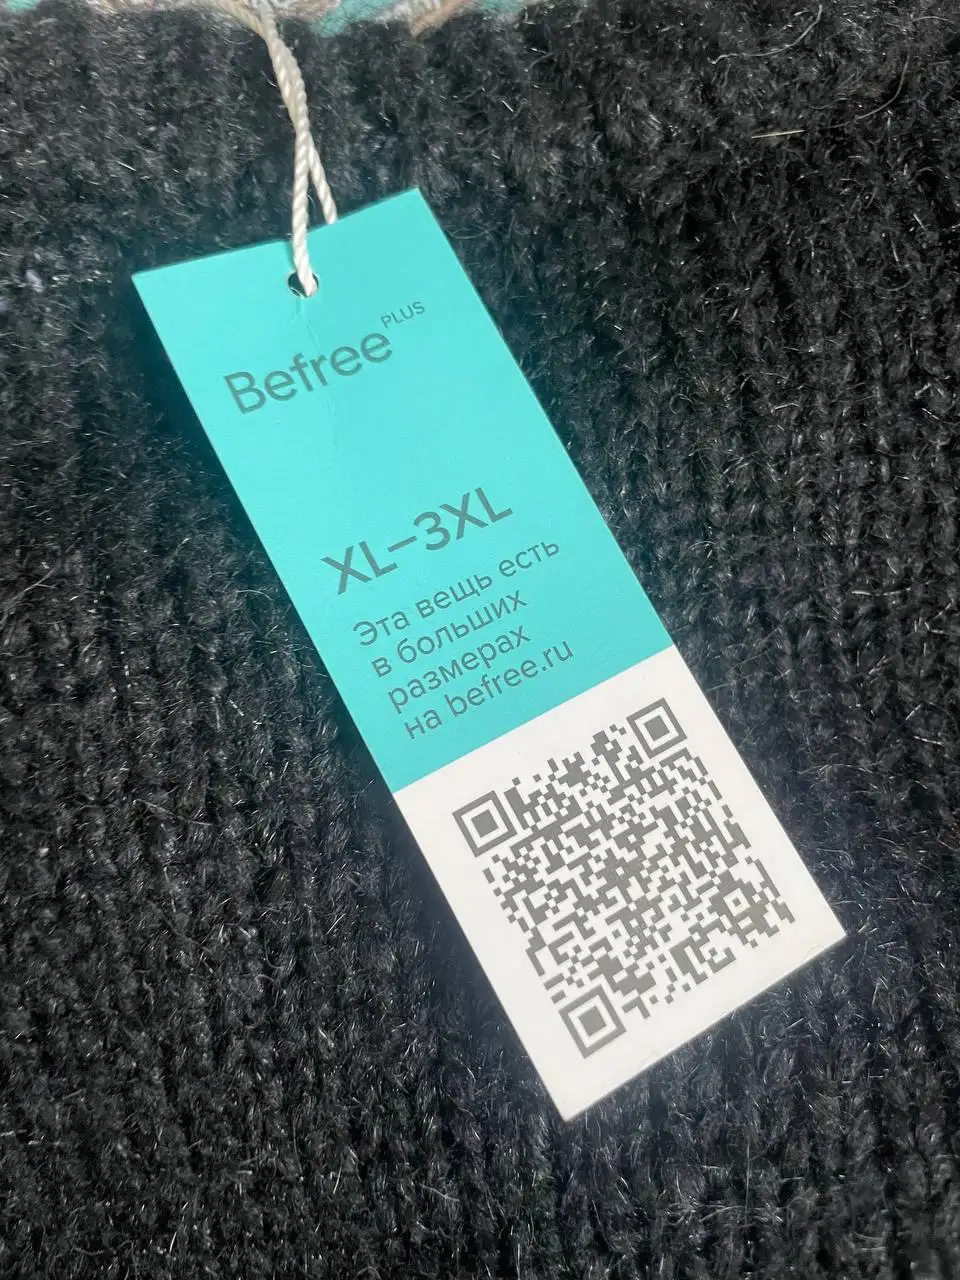 Befree PLUS
XL–3XL
Эта вещь есть
в больших
размерах
на befree.ru